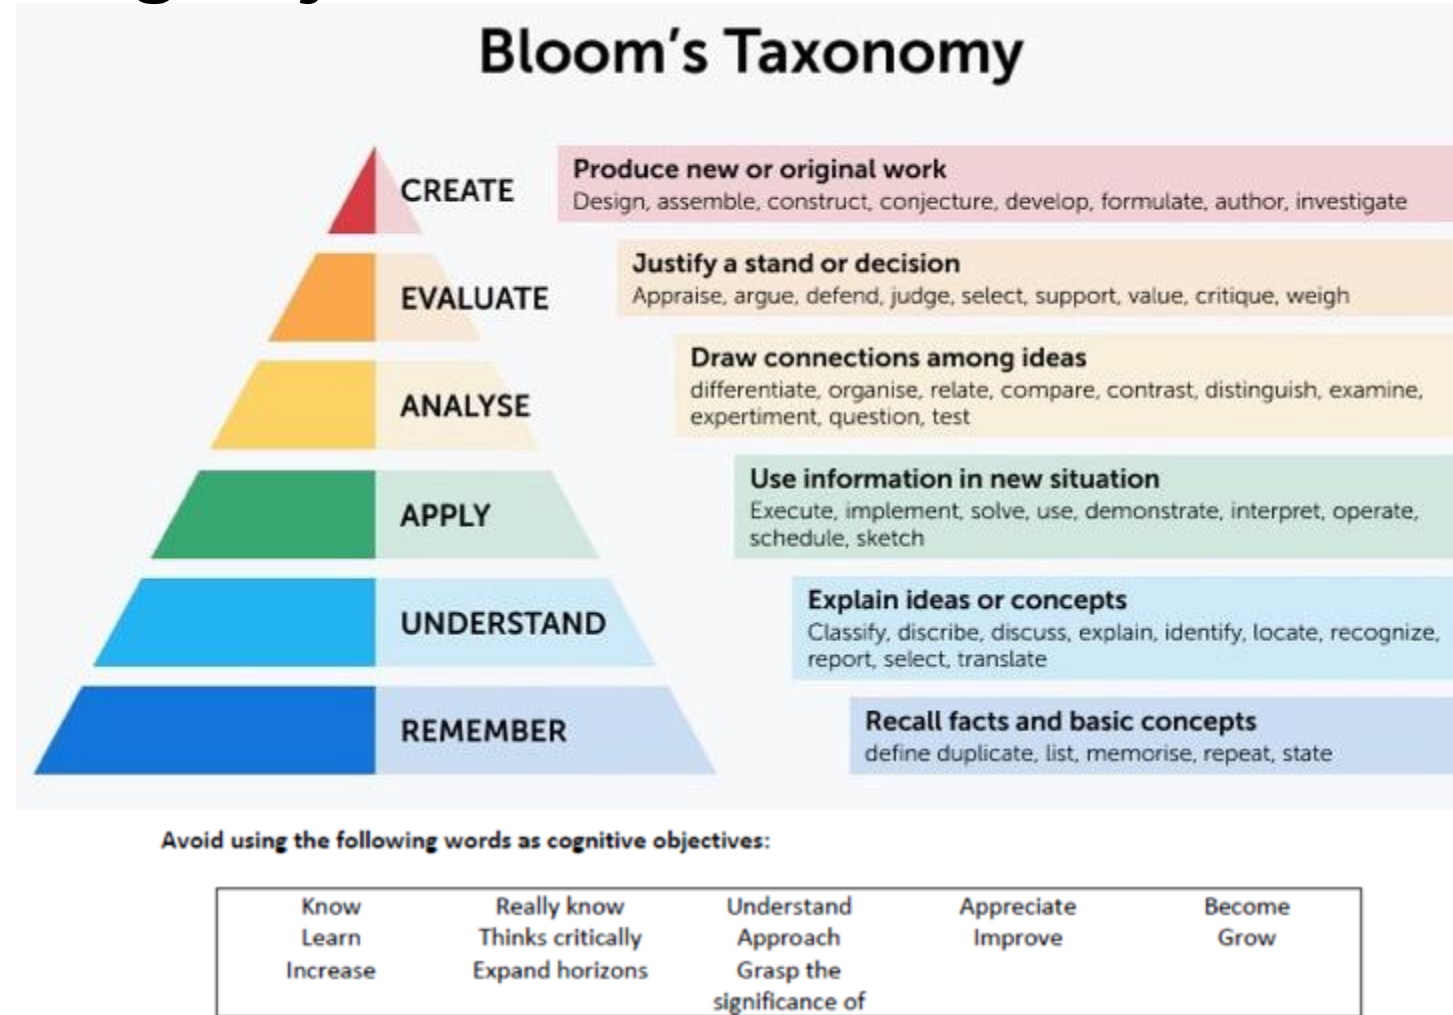 Bloom's Taxonomy
CREATE
Produce new or original work
Design, assemble, construct, conjecture, develop, formulate, author, investigate
EVALUATE
Justify a stand or decision
Appraise, argue, defend, judge, select, support, value, critique, weigh
ANALYSE
Draw connections among ideas
differentiate, organise, relate, compare, contrast, distinguish, examine,
expertiment, question, test
APPLY
Use information in new situation
Execute, implement, solve, use, demonstrate, interpret, operate,
schedule, sketch
UNDERSTAND
Explain ideas or concepts
Classify, discribe, discuss, explain, identify, locate, recognize,
report, select, translate
REMEMBER
Recall facts and basic concepts
define duplicate, list, memorise, repeat, state
Avoid using the following words as cognitive objectives:
Know Really know Understand Appreciate Become
Learn Thinks critically Approach Improve Grow
Increase Expand horizons Grasp the
significance of